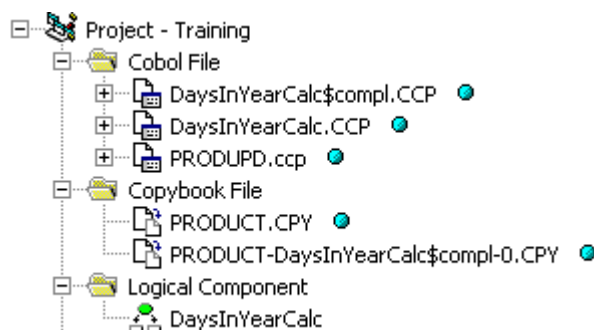 Project - Training
Cobol File
DaysInYearCalc$compl.CCP
DaysInYearCalc.CCP
PRODUPD.ccp
Copybook File
PRODUCT.CPY
PRODUCT-DaysInYearCalc$compl-0.CPY
Logical Component
DaysInYearCalc